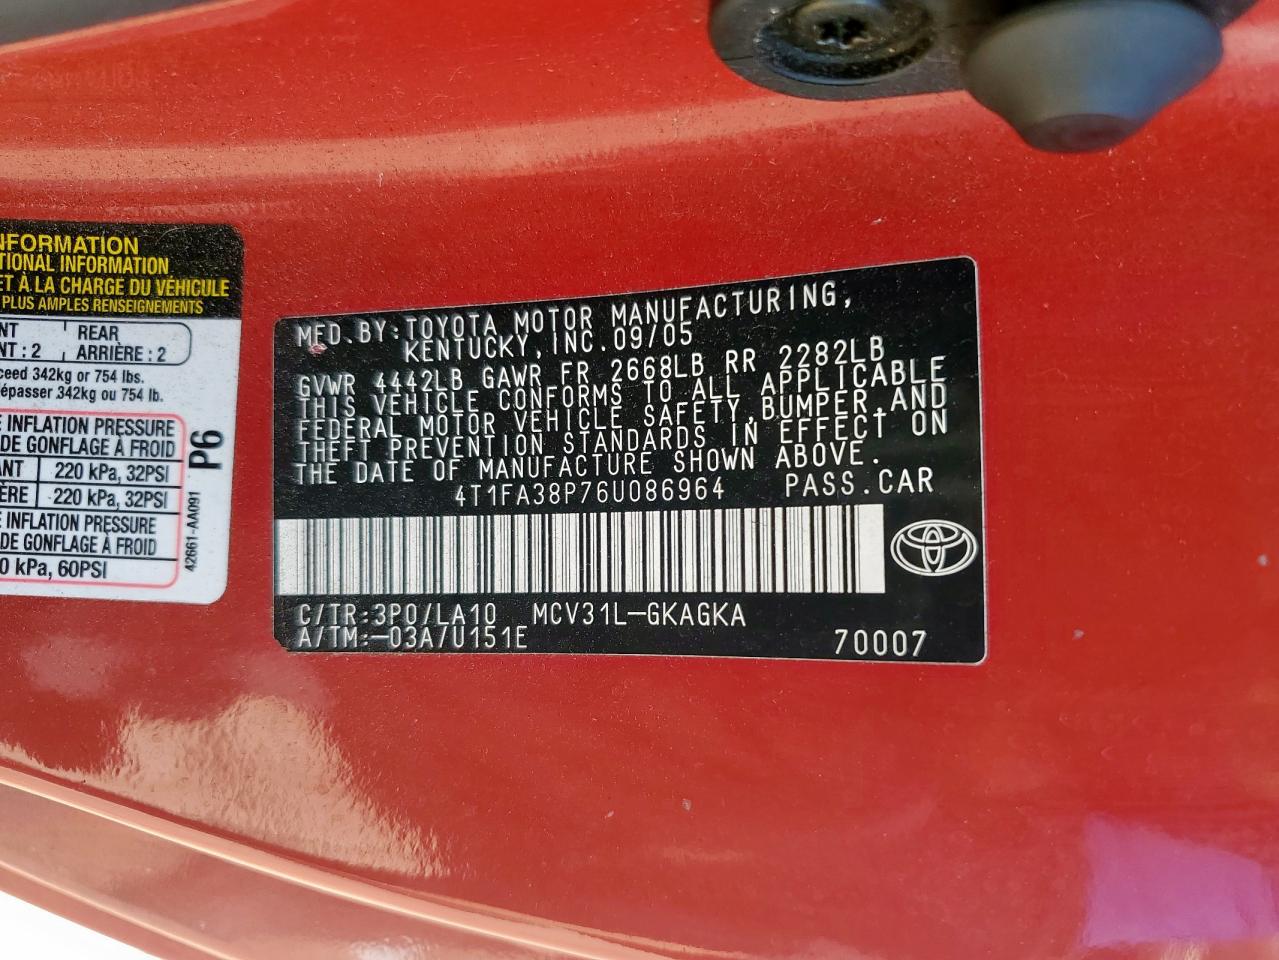 NFORMATION
TIONAL INFORMATION
ET À LA CHARGE DU VÉHICULE
PLUS AMPLES RENSEIGNEMENTS
NT REAR
NT : 2 ARRIÈRE : 2
ceed 342kg or 754 lbs.
dépasser 342kg ou 754 lb.
E INFLATION PRESSURE
DE GONFLAGE À FROID
ANT 220 kPa, 32PSI
IÈRE 220 kPa, 32PSI
E INFLATION PRESSURE
DE GONFLAGE À FROID
0 kPa, 60PSI
P6
42661-AA091
MFD.BY:TOYOTA MOTOR MANUFACTURING,
KENTUCKY,INC.09/05
GVWR 4442LB GAWR FR 2668LB RR 2282LB
THIS VEHICLE CONFORMS TO ALL APPLICABLE
FEDERAL MOTOR VEHICLE SAFETY,BUMPER,AND
THEFT PREVENTION STANDARDS IN EFFECT ON
THE DATE OF MANUFACTURE SHOWN ABOVE.
4T1FA38P76U086964 PASS.CAR
C/TR:3P0/LA10 MCV31L-GKAGKA
A/TM:-03A/U151E 70007